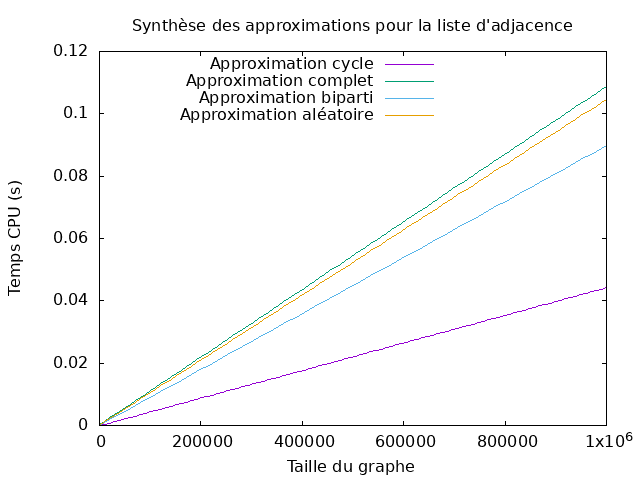 Synthèse des approximations pour la liste d'adjacence
0.12
Approximation cycle
Approximation complet
Approximation biparti
Approximation aléatoire
0.1
0.08
0.06
0.04
0.02
0
0 200000 400000 600000 800000 1x10⁶
Temps CPU (s)
Taille du graphe